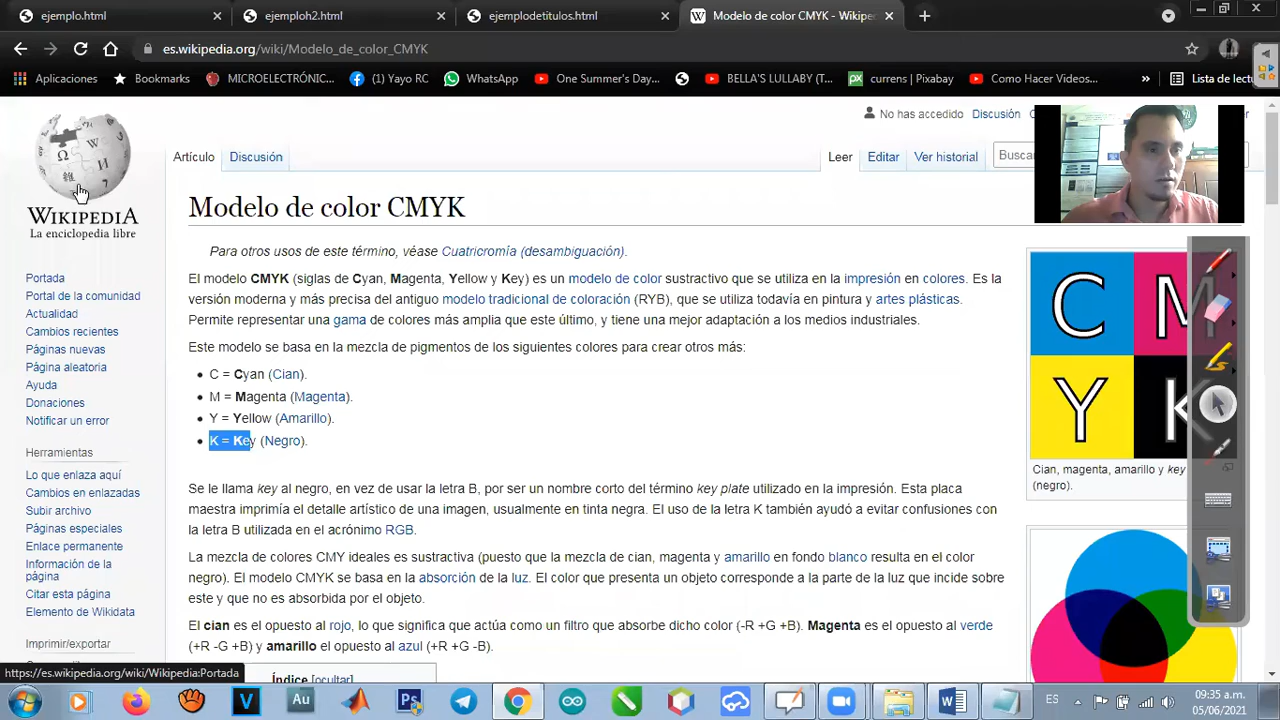 ejemplo.html
ejemploh2.html
ejemplodetitulos.html
Modelo de color CMYK - Wikipe
es.wikipedia.org/wiki/Modelo_de_color_CMYK
Aplicaciones
Bookmarks
MICROELECTRÓNIC...
(1) Yayo RC
WhatsApp
One Summer's Day...
BELLA'S LULLABY (T...
px
currens | Pixabay
Como Hacer Videos...
»
Lista de lectu
No has accedido
Discusión
Artículo
Discusión
Leer
Editar
Ver historial
Busca
WIKIPEDIA
La enciclopedia libre
Modelo de color CMYK
Para otros usos de este término, véase Cuatricromía (desambiguación).
El modelo CMYK (siglas de Cyan, Magenta, Yellow y Key) es un modelo de color sustractivo que se utiliza en la impresión en colores. Es la
versión moderna y más precisa del antiguo modelo tradicional de coloración (RYB), que se utiliza todavía en pintura y artes plásticas.
Permite representar una gama de colores más amplia que este último, y tiene una mejor adaptación a los medios industriales.
Este modelo se basa en la mezcla de pigmentos de los siguientes colores para crear otros más:
• C = Cyan (Cian).
• M = Magenta (Magenta).
• Y = Yellow (Amarillo).
• K = Key (Negro).
Se le llama key al negro, en vez de usar la letra B, por ser un nombre corto del término key plate utilizado en la impresión. Esta placa
maestra imprimía el detalle artístico de una imagen, usualmente en tinta negra. El uso de la letra K también ayudó a evitar confusiones con
la letra B utilizada en el acrónimo RGB.
La mezcla de colores CMY ideales es sustractiva (puesto que la mezcla de cian, magenta y amarillo en fondo blanco resulta en el color
negro). El modelo CMYK se basa en la absorción de la luz. El color que presenta un objeto corresponde a la parte de la luz que incide sobre
este y que no es absorbida por el objeto.
El cian es el opuesto al rojo, lo que significa que actúa como un filtro que absorbe dicho color (-R +G +B). Magenta es el opuesto al verde
(+R -G +B) y amarillo el opuesto al azul (+R +G -B).
Índice [ocultar]
Portada
Portal de la comunidad
Actualidad
Cambios recientes
Páginas nuevas
Página aleatoria
Ayuda
Donaciones
Notificar un error
Herramientas
Lo que enlaza aquí
Cambios en enlazadas
Subir archivo
Páginas especiales
Enlace permanente
Información de la
página
Citar esta página
Elemento de Wikidata
Imprimir/exportar
C M
Y K
Cian, magenta, amarillo y key
(negro).
https://es.wikipedia.org/wiki/Wikipedia:Portada
V
Au
Ps
W
ES
09:35 a.m.
05/06/2021